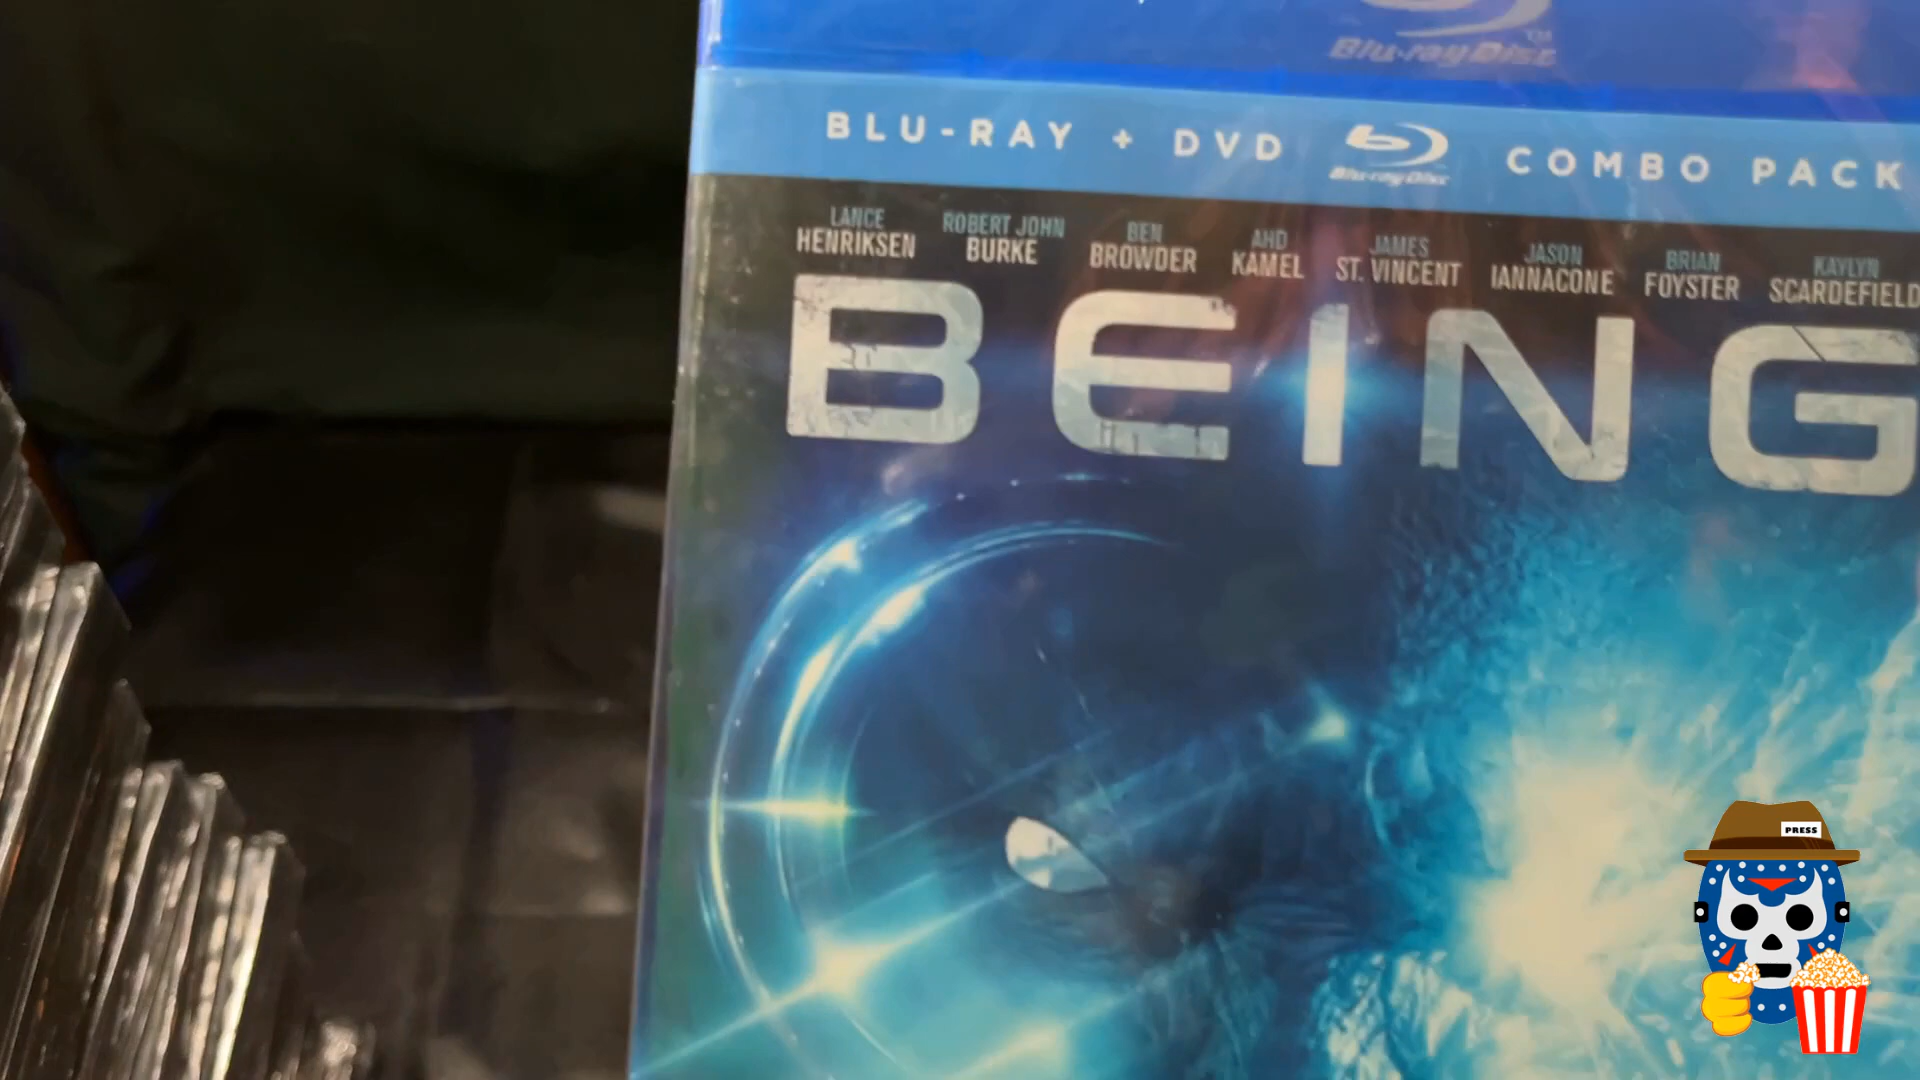 Blu-ray Disc
TM
BLU-RAY + DVD Blu-ray Disc COMBO PACK
LANCE HENRIKSEN ROBERT JOHN BURKE BEN BROWDER AHD KAMEL JAMES ST. VINCENT JASON IANNACONE BRIAN FOYSTER KAYLYN SCARDEFIELD
BEING
PRESS